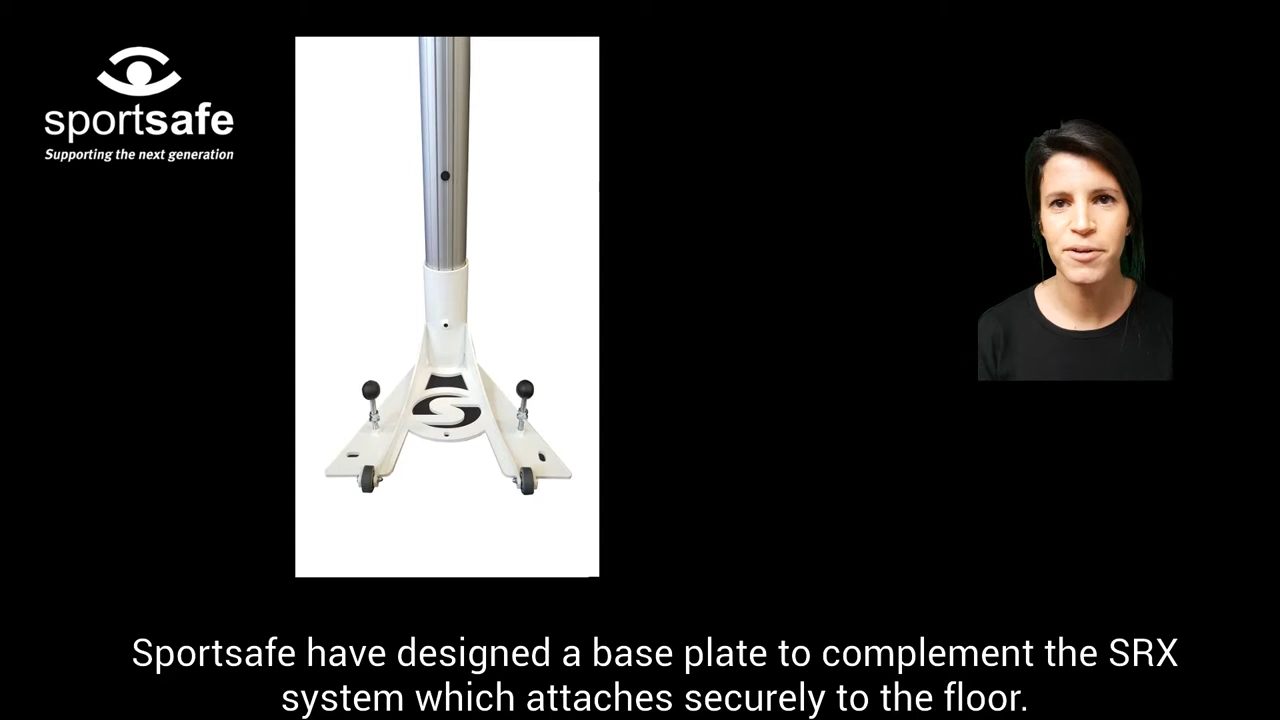 sportsafe
Supporting the next generation
S
Sportsafe have designed a base plate to complement the SRX
system which attaches securely to the floor.